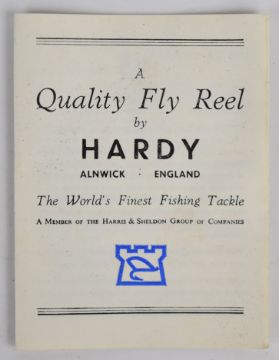 A
Quality Fly Reel
by
HARDY
ALNWICK · ENGLAND
The World's Finest Fishing Tackle
A MEMBER OF THE HARRIS & SHELDON GROUP OF COMPANIES